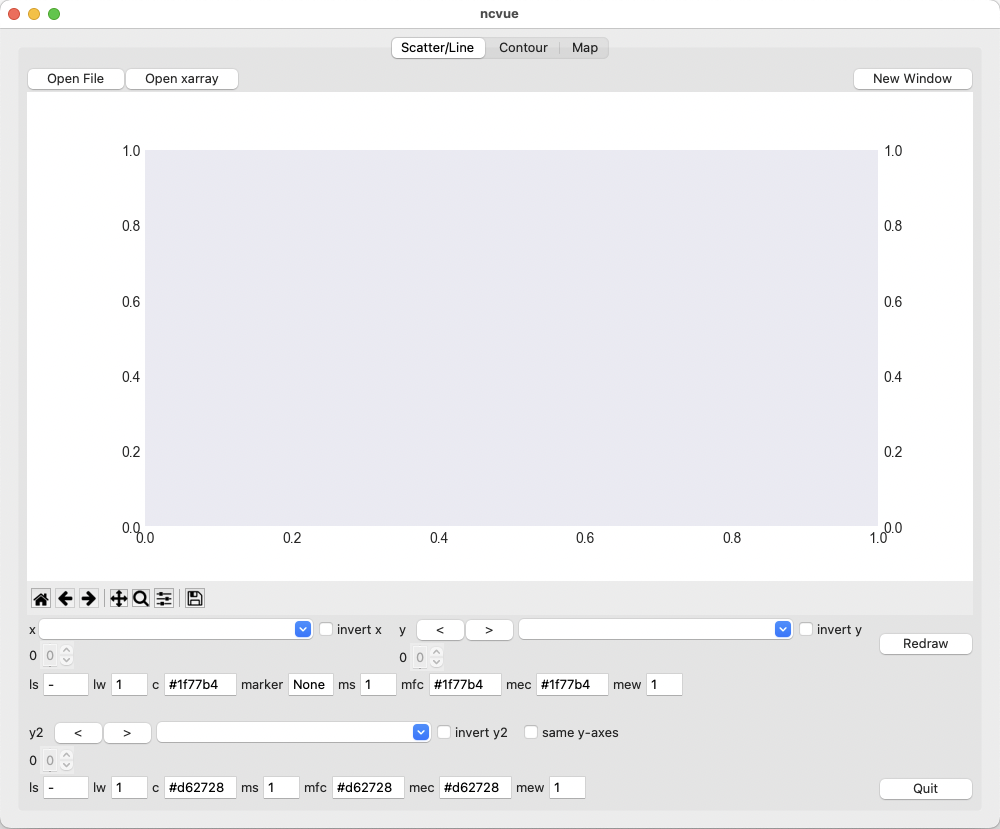 ncvue
Scatter/Line Contour Map
Open File Open xarray New Window
1.0 1.0
0.8 0.8
0.6 0.6
0.4 0.4
0.2 0.2
0.0 0.0
0.0 0.2 0.4 0.6 0.8 1.0
x invert x y < > invert y
Redraw
0 0 0 0
ls - lw 1 c #1f77b4 marker None ms 1 mfc #1f77b4 mec #1f77b4 mew 1
y2 < > invert y2 same y-axes
0 0
ls - lw 1 c #d62728 ms 1 mfc #d62728 mec #d62728 mew 1 Quit